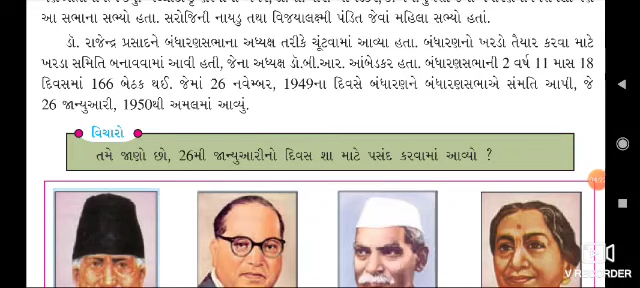 આ સભાના સભ્યો હતા. સરોજિની નાયડુ તથા વિજયાલક્ષ્મી પંડિત જેવાં મહિલા સભ્યો હતાં.
ડૉ. રાજેન્દ્ર પ્રસાદને બંધારણસભાના અધ્યક્ષ તરીકે ચૂંટવામાં આવ્યા હતા. બંધારણનો ખરડો તૈયાર કરવા માટે
ખરડા સમિતિ બનાવવામાં આવી હતી, જેના અધ્યક્ષ ડૉ.બી.આર. આંબેડકર હતા. બંધારણસભાની 2 વર્ષ 11 માસ 18
દિવસમાં 166 બેઠક થઈ. જેમાં 26 નવેમ્બર, 1949ના દિવસે બંધારણને બંધારણસભાએ સંમતિ આપી, જે
26 જાન્યુઆરી, 1950થી અમલમાં આવ્યું.
વિચારો
તમે જાણો છો, 26મી જાન્યુઆરીનો દિવસ શા માટે પસંદ કરવામાં આવ્યો ?
V RECORDER